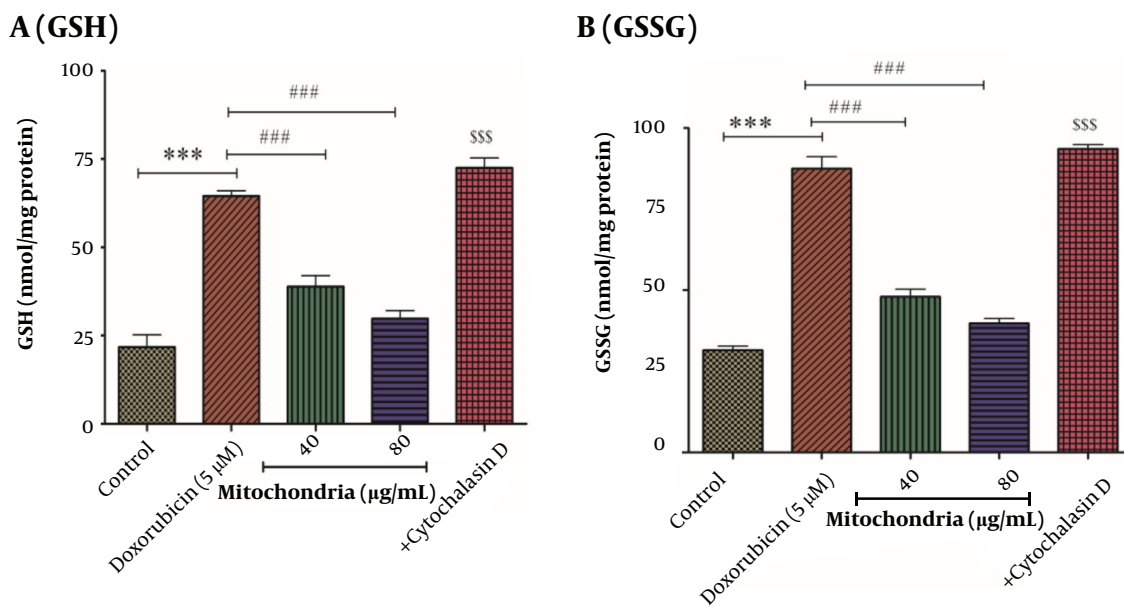 A (GSH)
GSH (nmol/mg protein)
100
75
50
25
0
***
###
###
$$$
Control
Doxorubicin (5 µM)
40
80
Mitochondria (µg/mL)
+Cytochalasin D
B (GSSG)
GSSG (nmol/mg protein)
100
75
50
25
0
***
###
###
$$$
Control
Doxorubicin (5 µM)
40
80
Mitochondria (µg/mL)
+Cytochalasin D